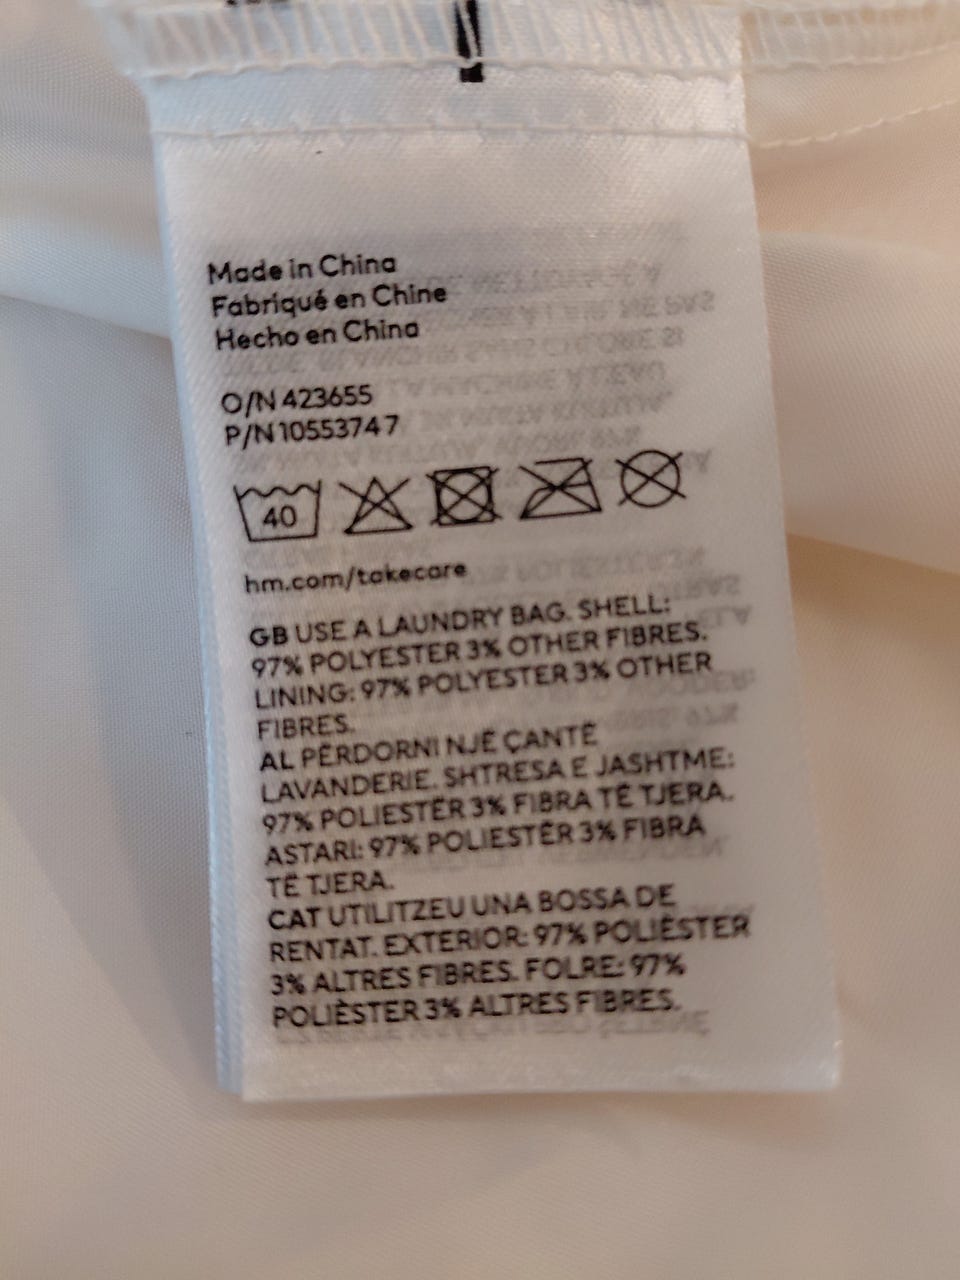 Made in China
Fabriqué en Chine
Hecho en China
O/N 423655
P/N 10553747
40
hm.com/takecare
GB USE A LAUNDRY BAG. SHELL:
97% POLYESTER 3% OTHER FIBRES.
LINING: 97% POLYESTER 3% OTHER
FIBRES.
AL PËRDORNI NJË ÇANTË
LAVANDERIE. SHTRESA E JASHTME:
97% POLIESTËR 3% FIBRA TË TJERA.
ASTARI: 97% POLIESTËR 3% FIBRA
TË TJERA.
CAT UTILITZEU UNA BOSSA DE
RENTAT. EXTERIOR: 97% POLIÈSTER
3% ALTRES FIBRES. FOLRE: 97%
POLIÈSTER 3% ALTRES FIBRES.